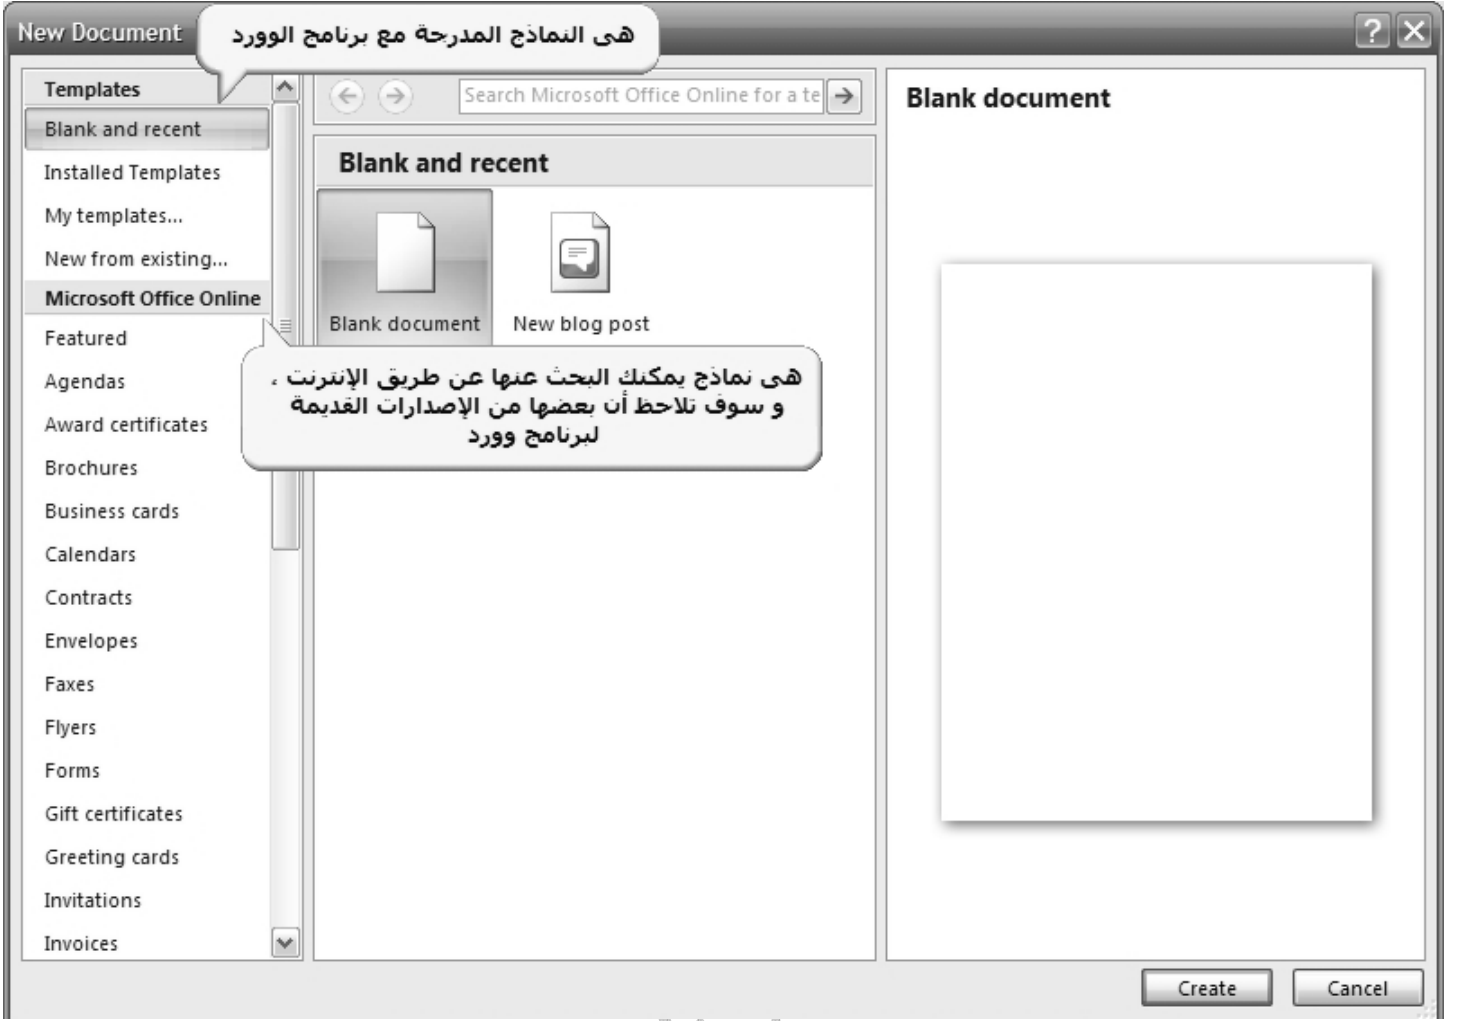 New Document
هى النماذج المدرجة مع برنامج الوورد
Templates
Blank and recent
Installed Templates
My templates...
New from existing...
Microsoft Office Online
Featured
Agendas
Award certificates
Brochures
Business cards
Calendars
Contracts
Envelopes
Faxes
Flyers
Forms
Gift certificates
Greeting cards
Invitations
Invoices
Search Microsoft Office Online for a te
Blank and recent
Blank document
New blog post
هى نماذج يمكنك البحث عنها عن طريق الإنترنت ،
و سوف تلاحظ أن بعضها من الإصدارات القديمة
لبرنامج وورد
Blank document
Create
Cancel